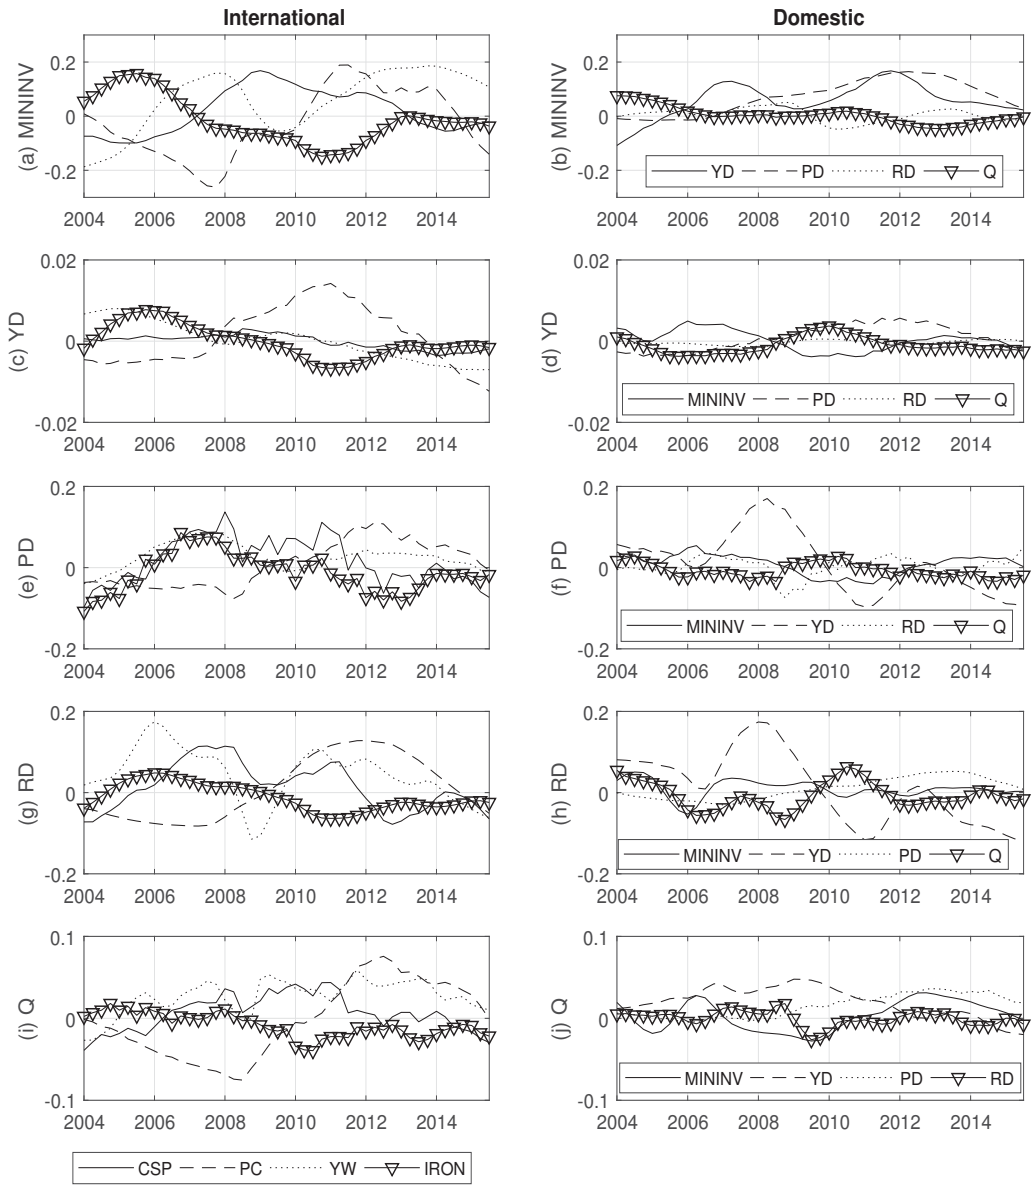 International Domestic
0.2 0.2
(a) MININV (b) MININV
0 0
-0.2 -0.2
YD PD RD Q
2004 2006 2008 2010 2012 2014 2004 2006 2008 2010 2012 2014
0.02 0.02
(c) YD (d) YD
0 0
MININV PD RD Q
-0.02 -0.02
2004 2006 2008 2010 2012 2014 2004 2006 2008 2010 2012 2014
0.2 0.2
(e) PD (f) PD
0 0
MININV YD RD Q
-0.2 -0.2
2004 2006 2008 2010 2012 2014 2004 2006 2008 2010 2012 2014
0.2 0.2
(g) RD (h) RD
0 0
MININV YD PD Q
-0.2 -0.2
2004 2006 2008 2010 2012 2014 2004 2006 2008 2010 2012 2014
0.1 0.1
(i) Q (j) Q
0 0
MININV YD PD RD
-0.1 -0.1
2004 2006 2008 2010 2012 2014 2004 2006 2008 2010 2012 2014
CSP PC YW IRON